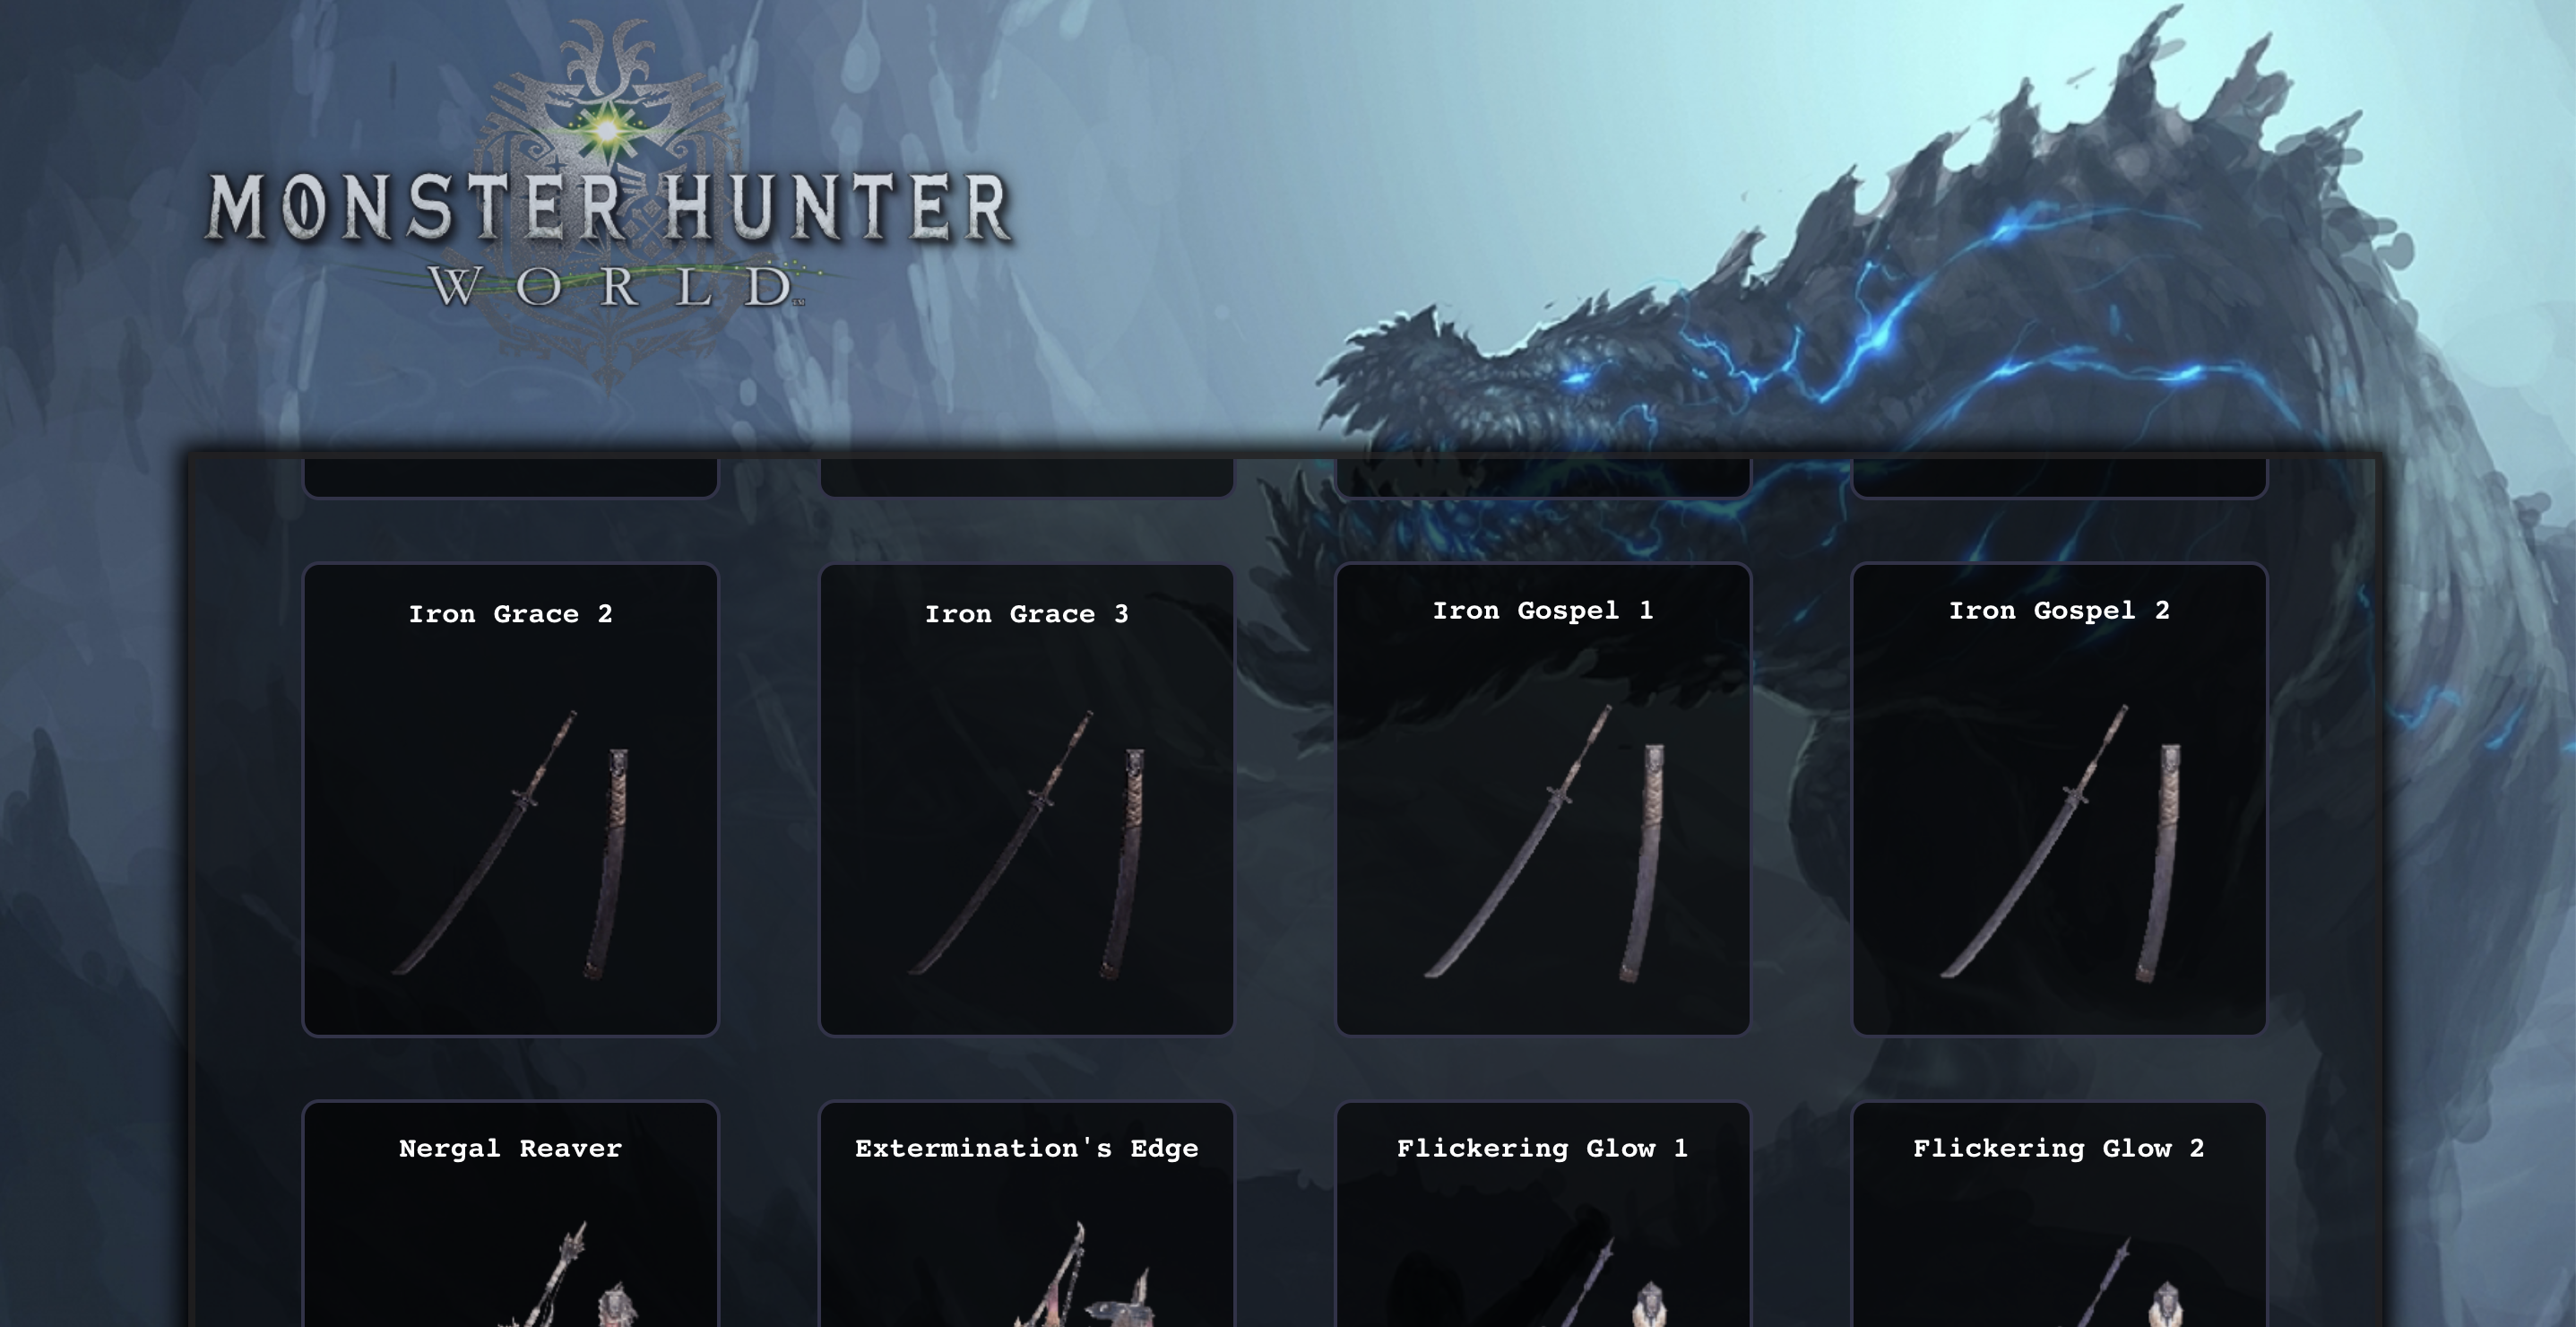 MONSTER HUNTER
WORLD™
Iron Grace 2
Iron Grace 3
Iron Gospel 1
Iron Gospel 2
Nergal Reaver
Extermination's Edge
Flickering Glow 1
Flickering Glow 2